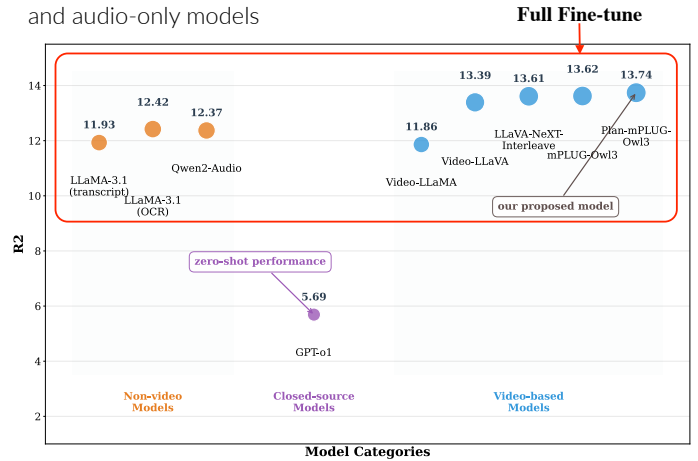 and audio-only models
Full Fine-tune
14
12
10
8
6
4
2
R2
11.93
12.42
12.37
11.86
13.39
13.61
13.62
13.74
LLaMA-3.1
(transcript)
LLaMA-3.1
(OCR)
Qwen2-Audio
Video-LLaMA
Video-LLaVA
LLaVA-NeXT-
Interleave
mPLUG-Owl3
Plan-mPLUG-
Owl3
our proposed model
zero-shot performance
5.69
GPT-o1
Non-video
Models
Closed-source
Models
Video-based
Models
Model Categories